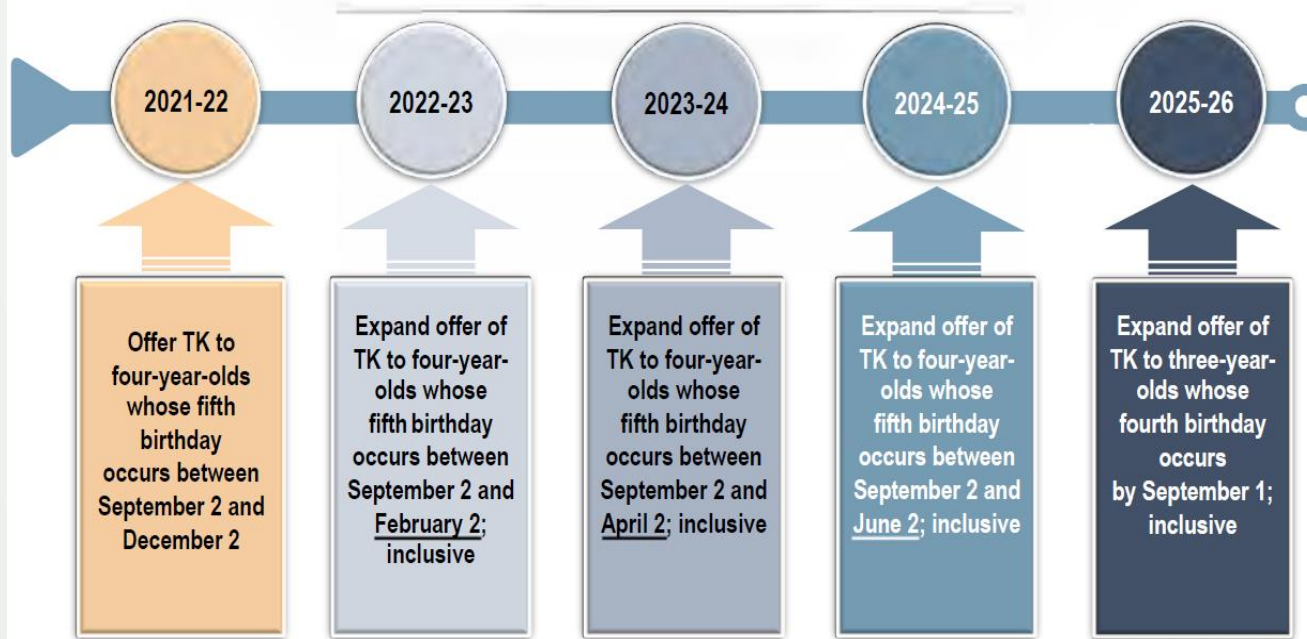 2021-22
2022-23
2023-24
2024-25
2025-26
Offer TK to
four-year-olds
whose fifth
birthday
occurs between
September 2 and
December 2
Expand offer of
TK to four-year-
olds whose
fifth birthday
occurs between
September 2 and
February 2;
inclusive
Expand offer of
TK to four-year-
olds whose
fifth birthday
occurs between
September 2 and
April 2; inclusive
Expand offer of
TK to four-year-
olds whose
fifth birthday
occurs between
September 2 and
June 2; inclusive
Expand offer of
TK to three-year-
olds whose
fourth birthday
occurs
by September 1;
inclusive